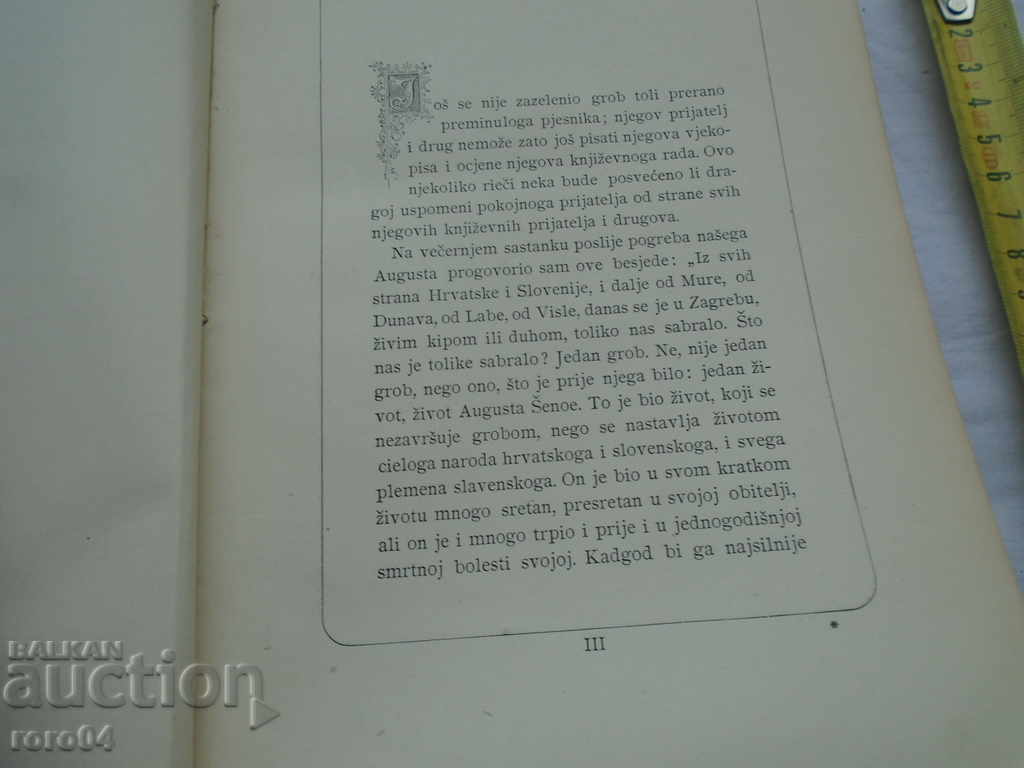 Još se nije zazelenio grob toli prerano
preminuloga pjesnika; njegov prijatelj
i drug nemože zato još pisati njegova vjeko-
pisa i ocjene njegova književnoga rada. Ovo
njekoliko rieči neka bude posvećeno li dra-
goj uspomeni pokojnoga prijatelja od strane svih
njegovih književnih prijatelja i drugova.
Na večernjem sastanku poslije pogreba našega
Augusta progovorio sam ove besjede: „Iz svih
strana Hrvatske i Slovenije, i dalje od Mure, od
Dunava, od Labe, od Visle, danas se je u Zagrebu,
živim kipom ili duhom, toliko nas sabralo. Što
nas je tolike sabralo? Jedan grob. Ne, nije jedan
grob, nego ono, što je prije njega bilo: jedan ži-
vot, život Augusta Šenoe. To je bio život, koji se
nezavršuje grobom, nego se nastavlja životom
cieloga naroda hrvatskoga i slovenskoga, i svega
plemena slavenskoga. On je bio u svom kratkom
životu mnogo sretan, presretan u svojoj obitelji,
ali on je i mnogo trpio i prije i u jednogodišnjoj
smrtnoj bolesti svojoj. Kadgod bi ga najsilnije
III
*
2 3 4 5 6 7 8
BALKAN
auction
roro04